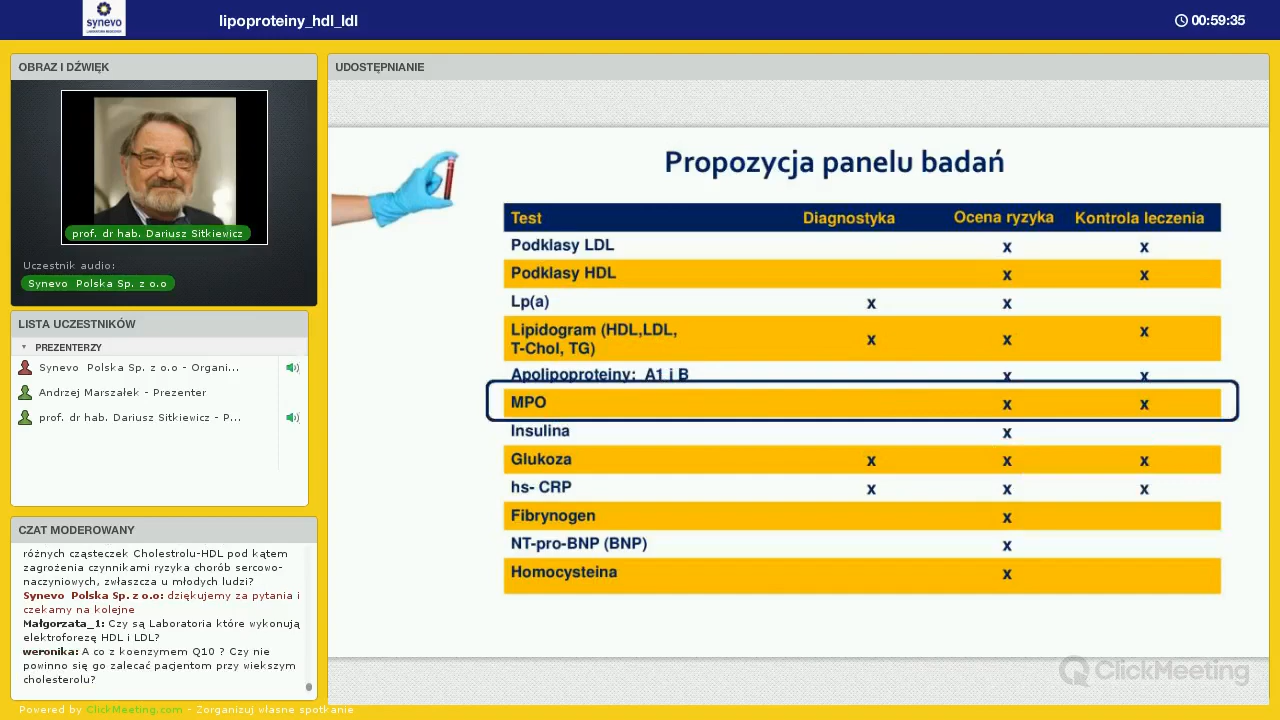 synevo
lipoproteiny_hdl_ldl
00:59:35
OBRAZ I DŹWIĘK
prof. dr hab. Dariusz Sitkiewicz
Uczestnik audio:
Synevo Polska Sp. z o.o
LISTA UCZESTNIKÓW
PREZENTERZY
Synevo Polska Sp. z o.o - Organi...
Andrzej Marszałek - Prezenter
prof. dr hab. Dariusz Sitkiewicz - P...
CZAT MODEROWANY
różnych cząsteczek Cholestrolu-HDL pod kątem
zagrożenia czynnikami ryzyka chorób sercowo-
naczyniowych, zwłaszcza u młodych ludzi?
Synevo Polska Sp. z o.o: dziękujemy za pytania i
czekamy na kolejne
Małgorzata_1: Czy są Laboratoria które wykonują
elektroforezę HDL i LDL?
weronika: A co z koenzymem Q10 ? Czy nie
powinno się go zalecać pacjentom przy wiekszym
cholesterolu?
UDOSTĘPNIANIE
Propozycja panelu badań
Test Diagnostyka Ocena ryzyka Kontrola leczenia
Podklasy LDL x x
Podklasy HDL x x
Lp(a) x x
Lipidogram (HDL,LDL,
T-Chol, TG) x x x
Apolipoproteiny: A1 i B x x
MPO x x
Insulina x
Glukoza x x x
hs- CRP x x x
Fibrynogen x
NT-pro-BNP (BNP) x
Homocysteina x
ClickMeeting
Powered by ClickMeeting.com - Zorganizuj własne spotkanie